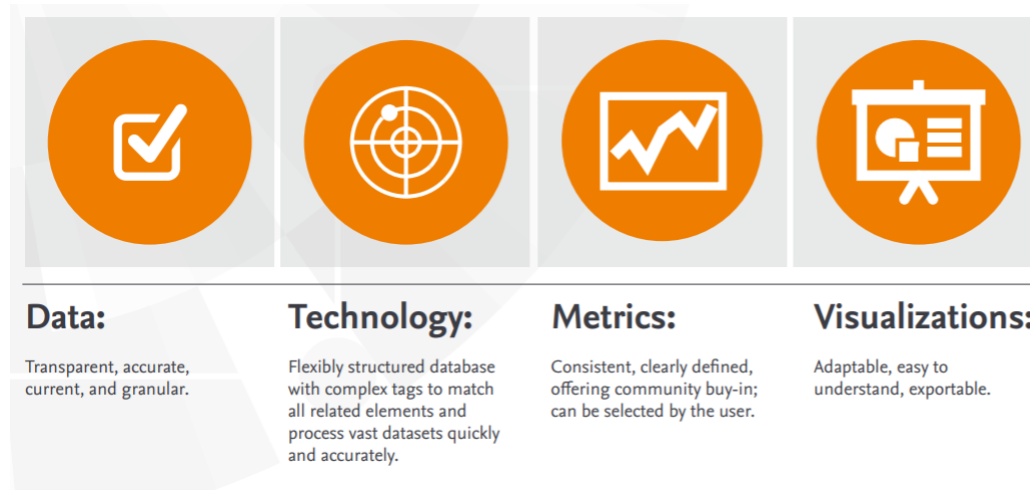 Data:
Transparent, accurate,
current, and granular.
Technology:
Flexibly structured database
with complex tags to match
all related elements and
process vast datasets quickly
and accurately.
Metrics:
Consistent, clearly defined,
offering community buy-in;
can be selected by the user.
Visualizations:
Adaptable, easy to
understand, exportable.